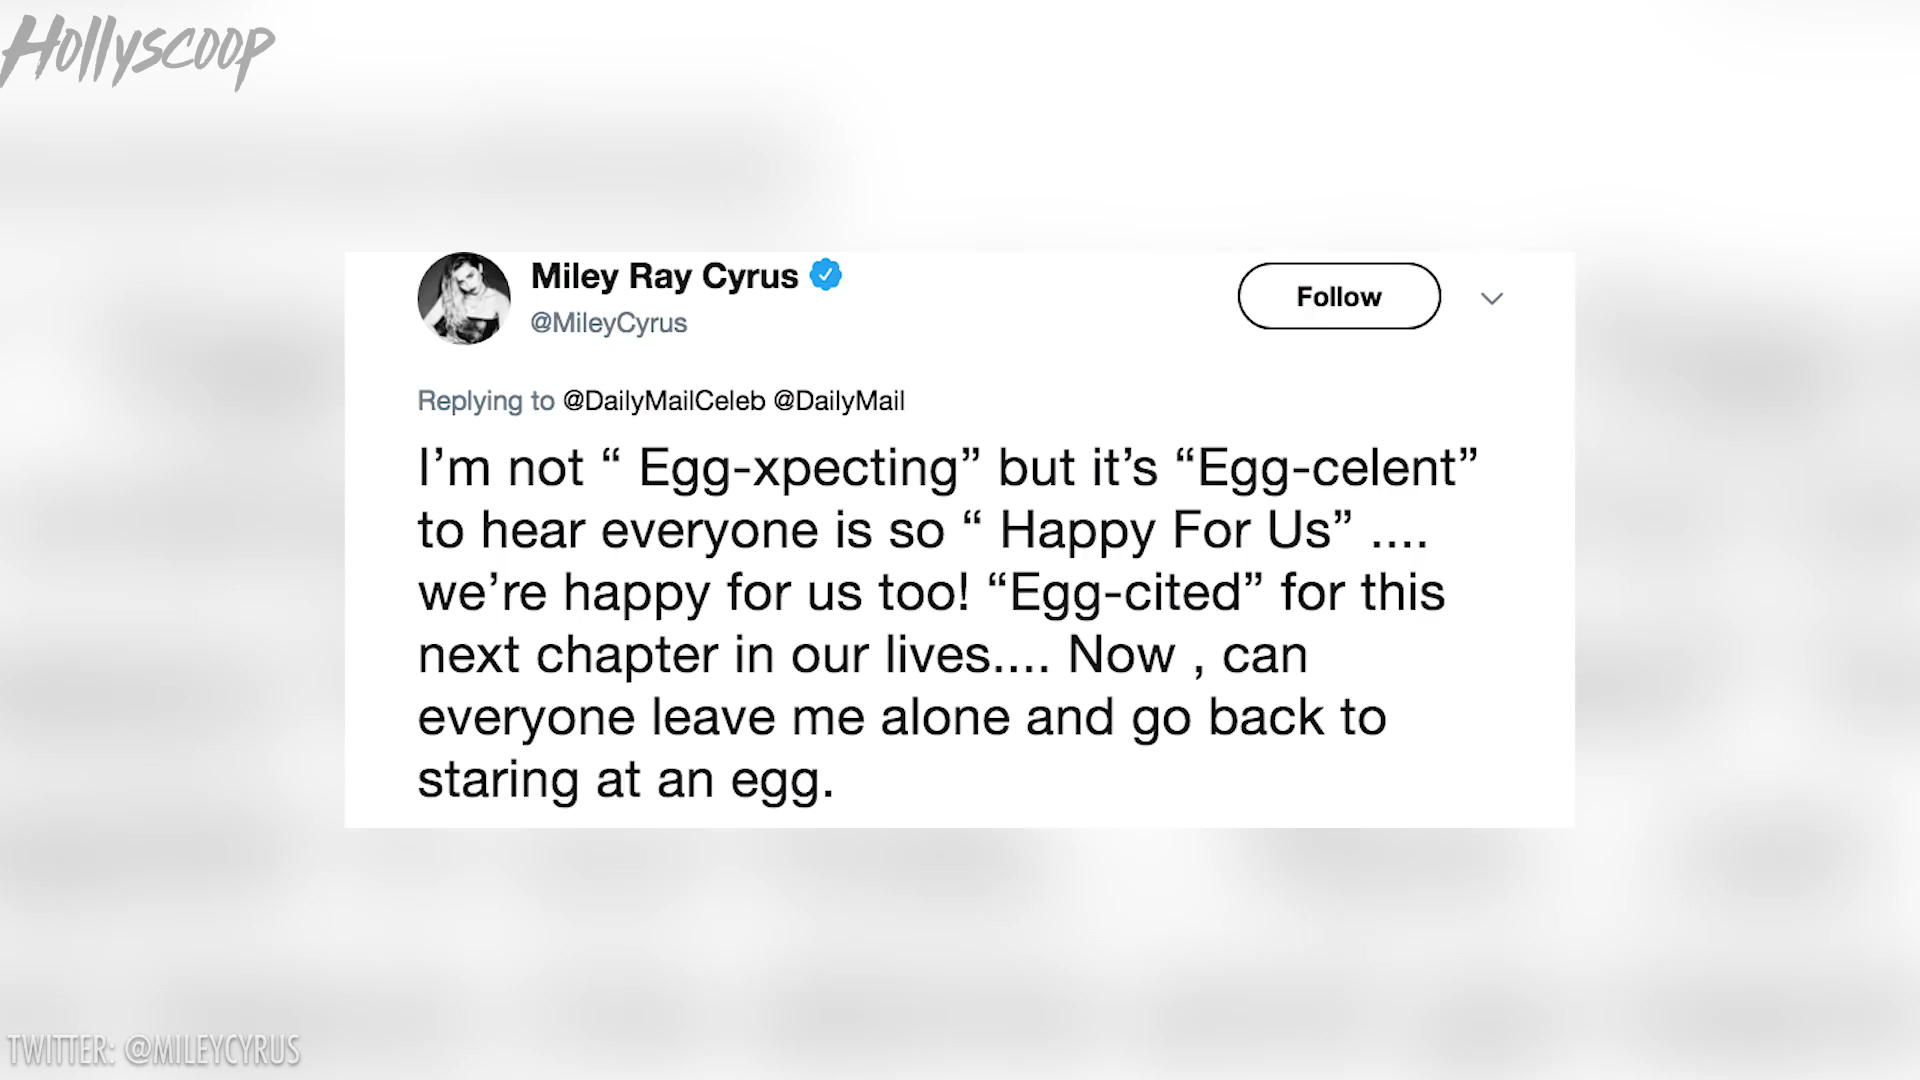 Hollyscoop
Miley Ray Cyrus
@MileyCyrus
Follow
Replying to @DailyMailCeleb @DailyMail
I’m not “ Egg-xpecting” but it’s “Egg-celent”
to hear everyone is so “ Happy For Us” ....
we’re happy for us too! “Egg-cited” for this
next chapter in our lives.... Now , can
everyone leave me alone and go back to
staring at an egg.
TWITTER: @MILEYCYRUS